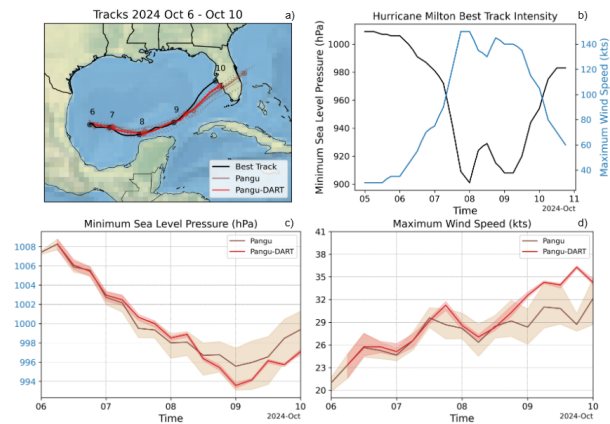 Tracks 2024 Oct 6 - Oct 10
a)
10
6
7
8
9
Best Track
Pangu
Pangu-DART
Hurricane Milton Best Track Intensity
b)
Minimum Sea Level Pressure (hPa)
1000
980
960
940
920
900
140
120
100
80
60
40
Maximum Wind Speed (kts)
05 06 07 08 09 10 11
Time
2024-Oct
Minimum Sea Level Pressure (hPa)
c)
Pangu
Pangu-DART
1008
1006
1004
1002
1000
998
996
994
06 07 08 09 10
Time
2024-Oct
Maximum Wind Speed (kts)
d)
Pangu
Pangu-DART
41
38
35
32
29
26
23
20
06 07 08 09 10
Time
2024-Oct